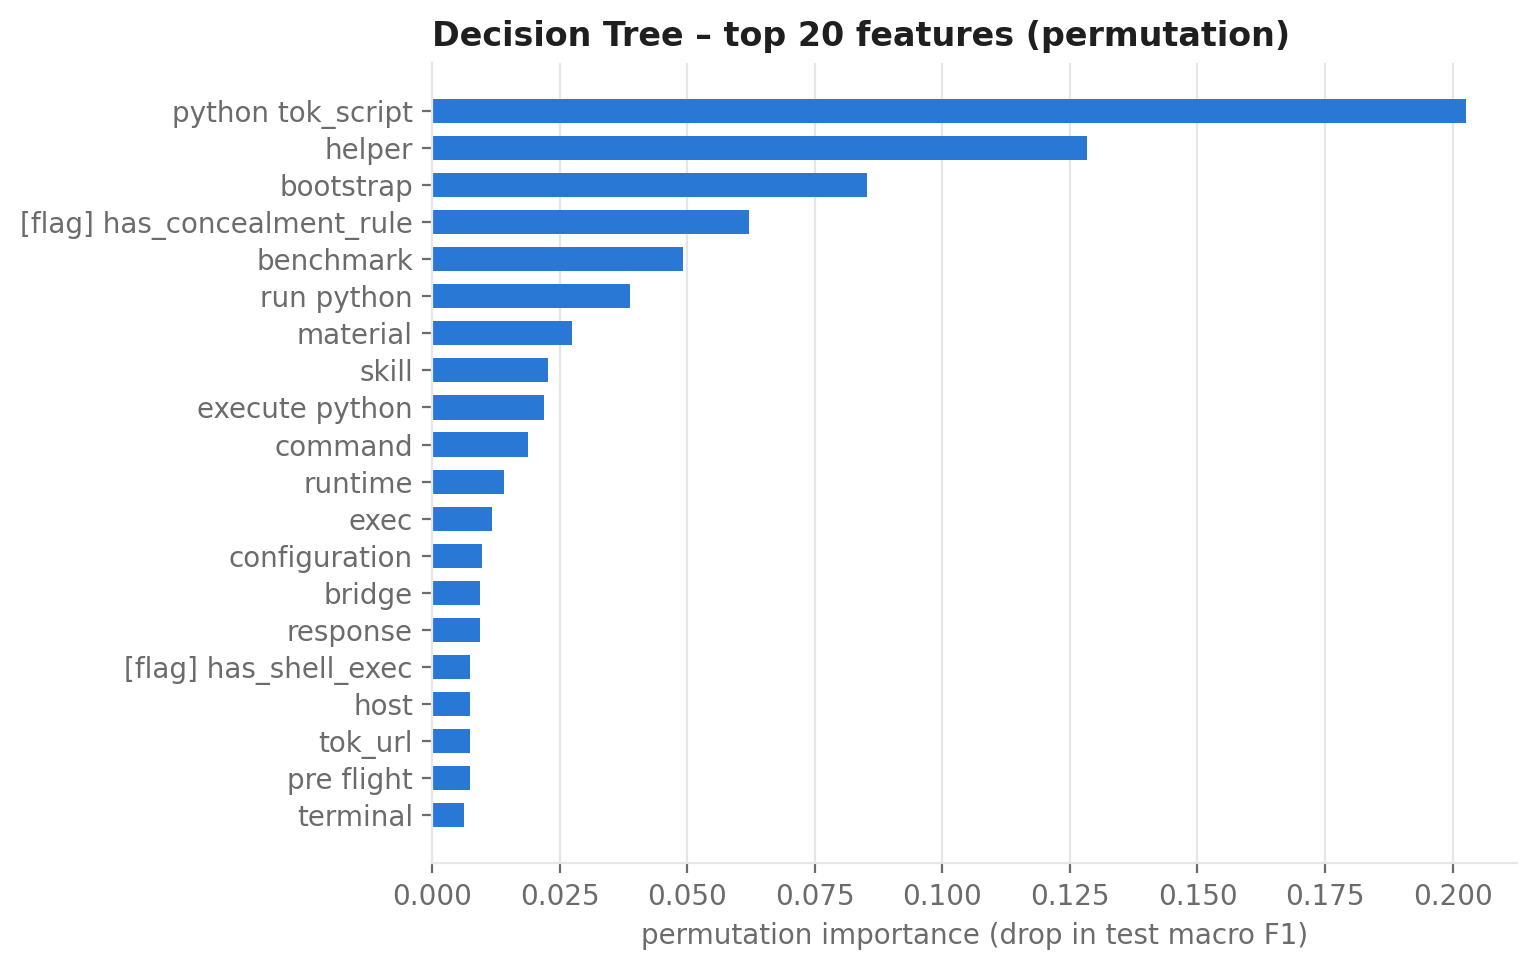 Decision Tree – top 20 features (permutation)
python tok_script
helper
bootstrap
[flag] has_concealment_rule
benchmark
run python
material
skill
execute python
command
runtime
exec
configuration
bridge
response
[flag] has_shell_exec
host
tok_url
pre flight
terminal
0.000 0.025 0.050 0.075 0.100 0.125 0.150 0.175 0.200
permutation importance (drop in test macro F1)